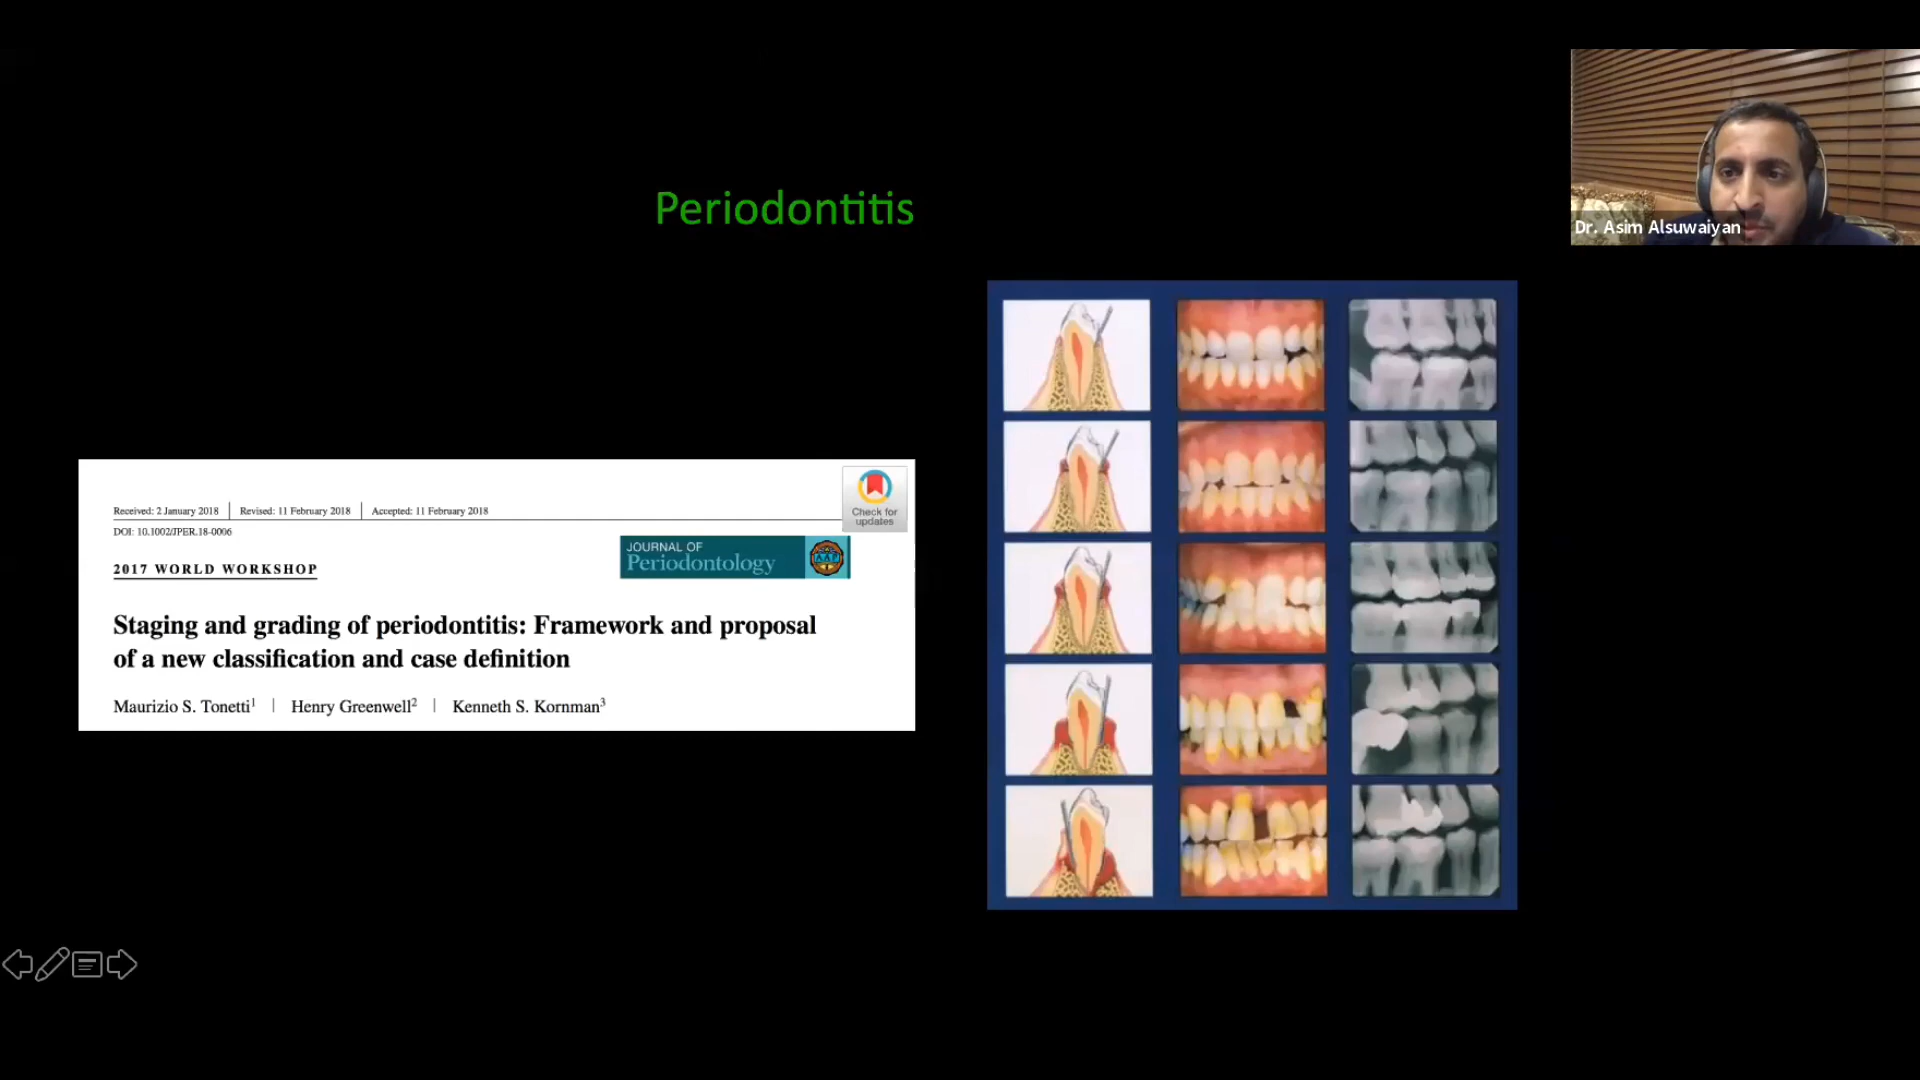 Dr. Asim Alsuwaiyan
Periodontitis
Received: 2 January 2018 | Revised: 11 February 2018 | Accepted: 11 February 2018
DOI: 10.1002/JPER.18-0006
Check for
updates
JOURNAL OF
Periodontology
AAP
2017 WORLD WORKSHOP
Staging and grading of periodontitis: Framework and proposal
of a new classification and case definition
Maurizio S. Tonetti¹ | Henry Greenwell² | Kenneth S. Kornman³